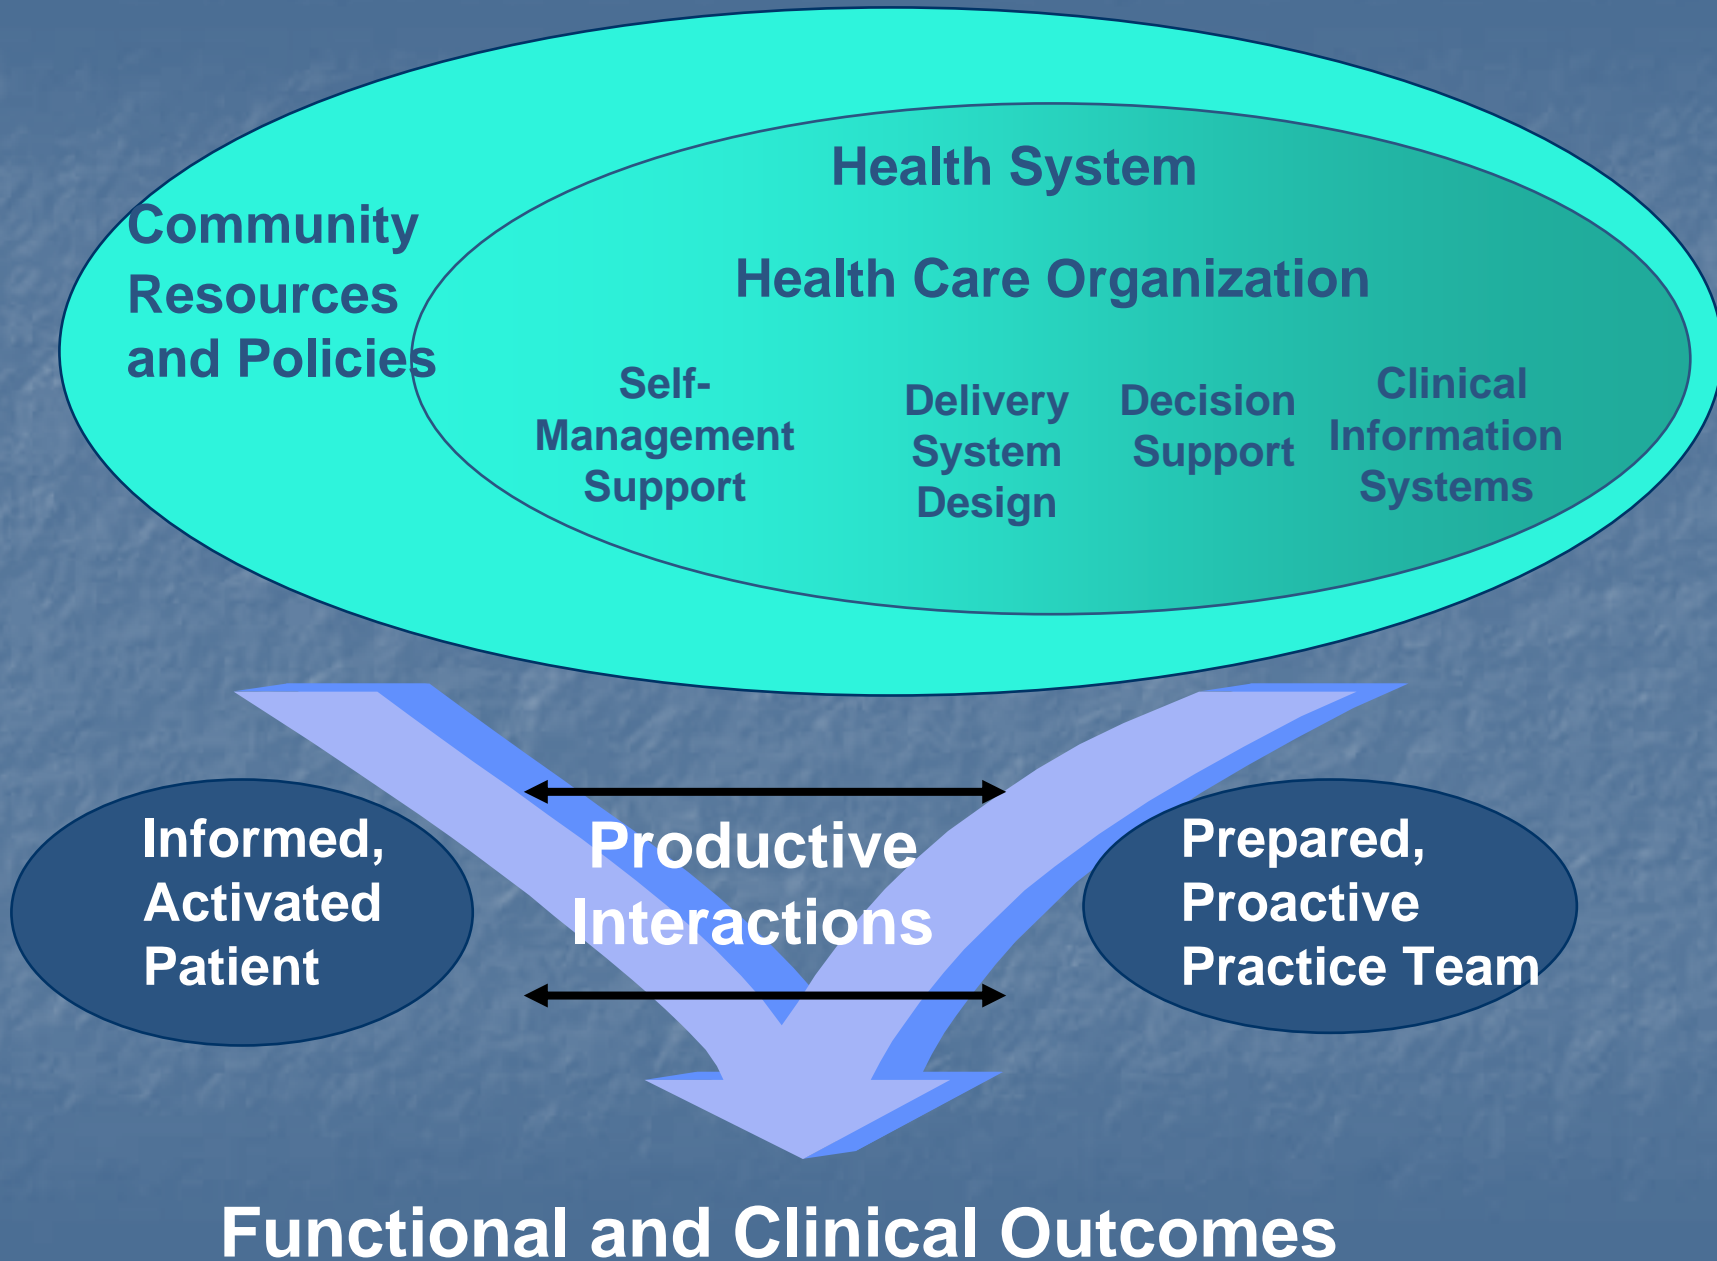 Health System
Community
Resources
and Policies
Health Care Organization
Self-
Management
Support
Delivery
System
Design
Decision
Support
Clinical
Information
Systems
Informed,
Activated
Patient
Productive
Interactions
Prepared,
Proactive
Practice Team
Functional and Clinical Outcomes